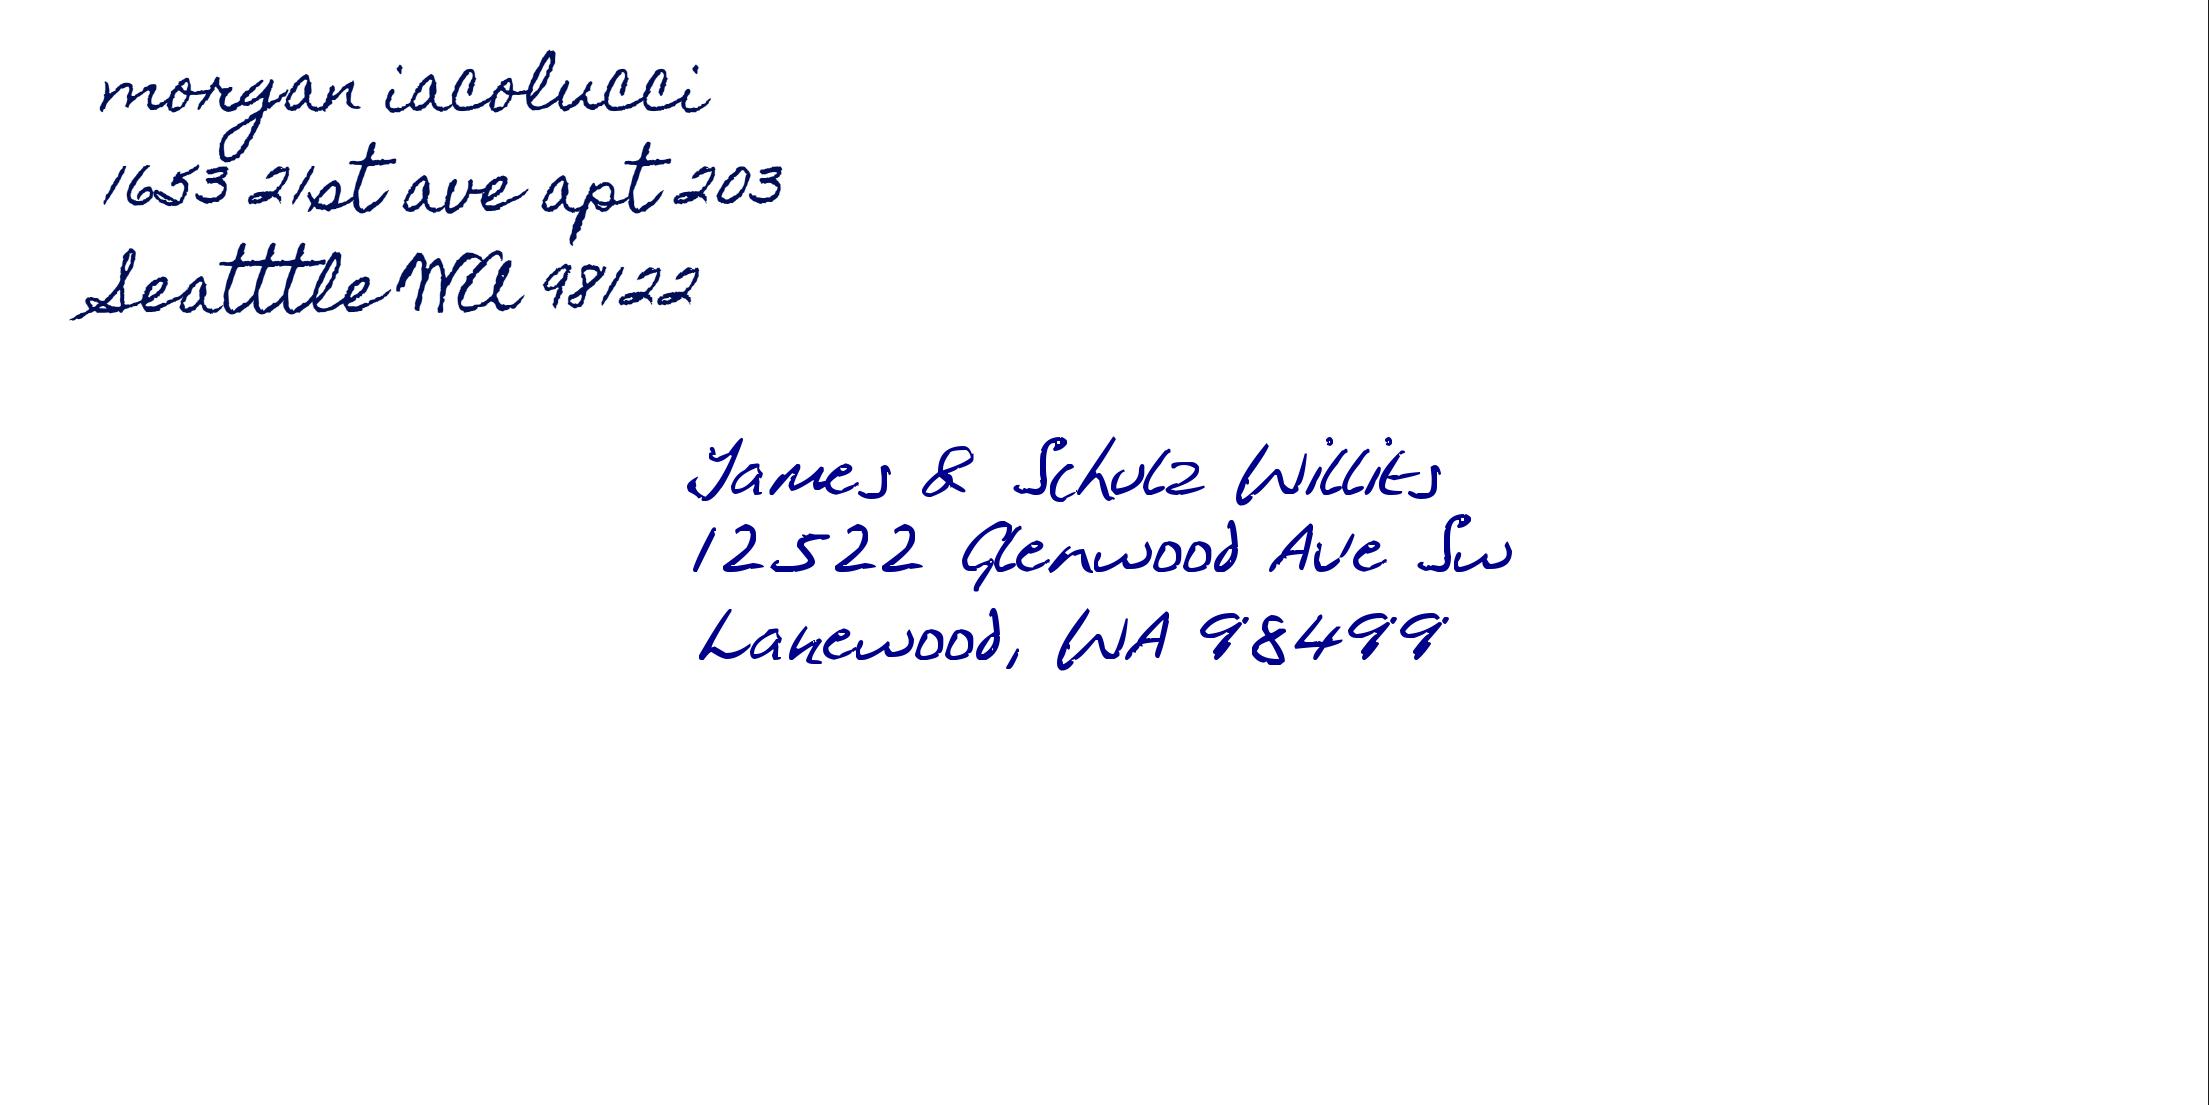 morgan iacolucci
1653 21st ave apt 203
Seatttle WA 98122
James & Schulz Willits
12522 Glenwood Ave Sw
Lakewood, WA 98499